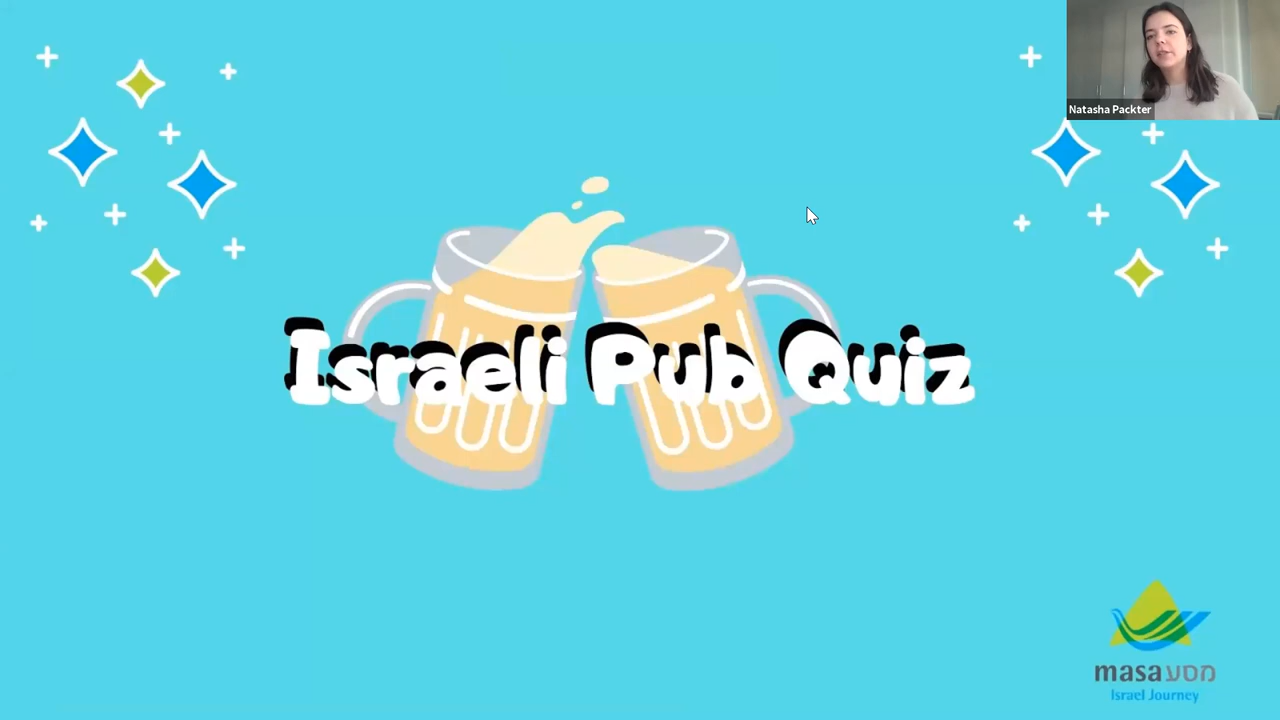 Natasha Packter
Israeli Pub Quiz
masa מסע
Israel Journey